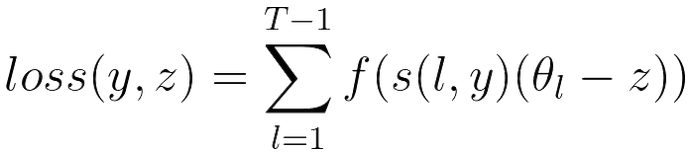 loss(y, z) = \sum_{l=1}^{T-1} f(s(l, y)(\theta_l - z))